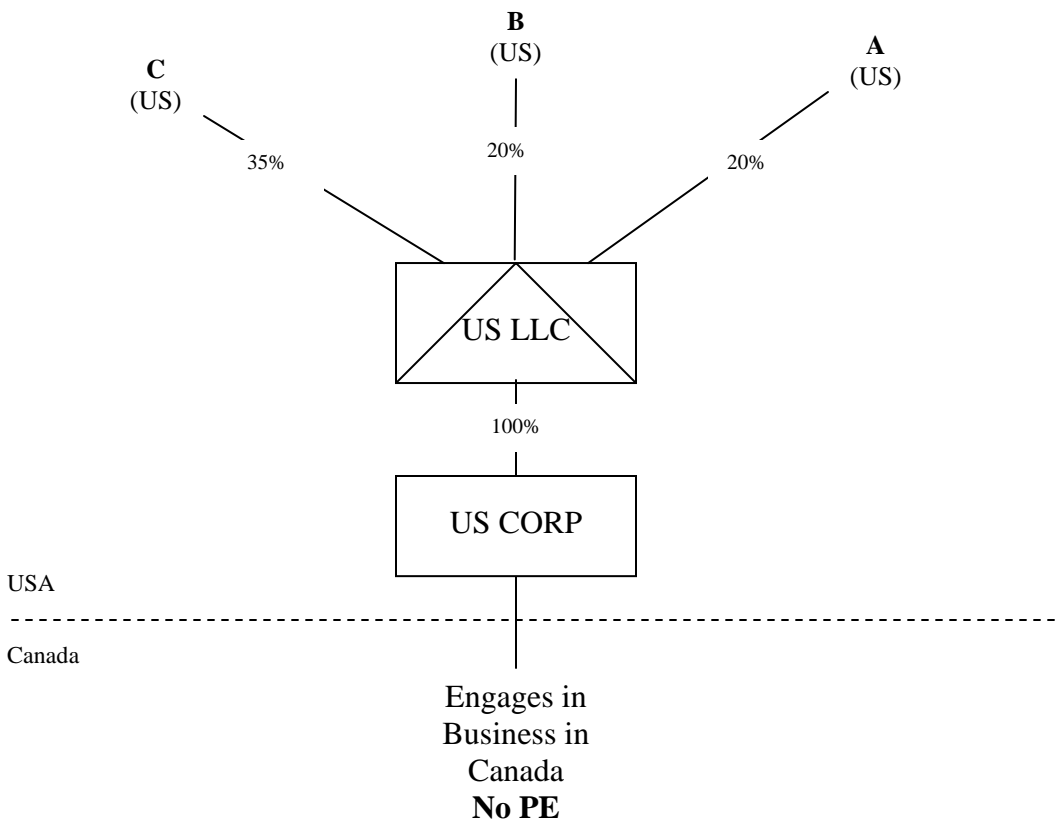 B
(US)
A
(US)
C
(US)
35%
20%
20%
US LLC
100%
US CORP
USA
Canada
Engages in
Business in
Canada
No PE